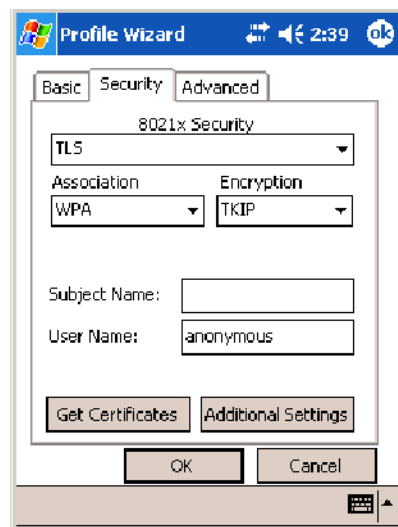 Profile Wizard 2:39 ok
Basic Security Advanced
8021x Security
TLS
Association Encryption
WPA TKIP
Subject Name:
User Name: anonymous
Get Certificates Additional Settings
OK Cancel